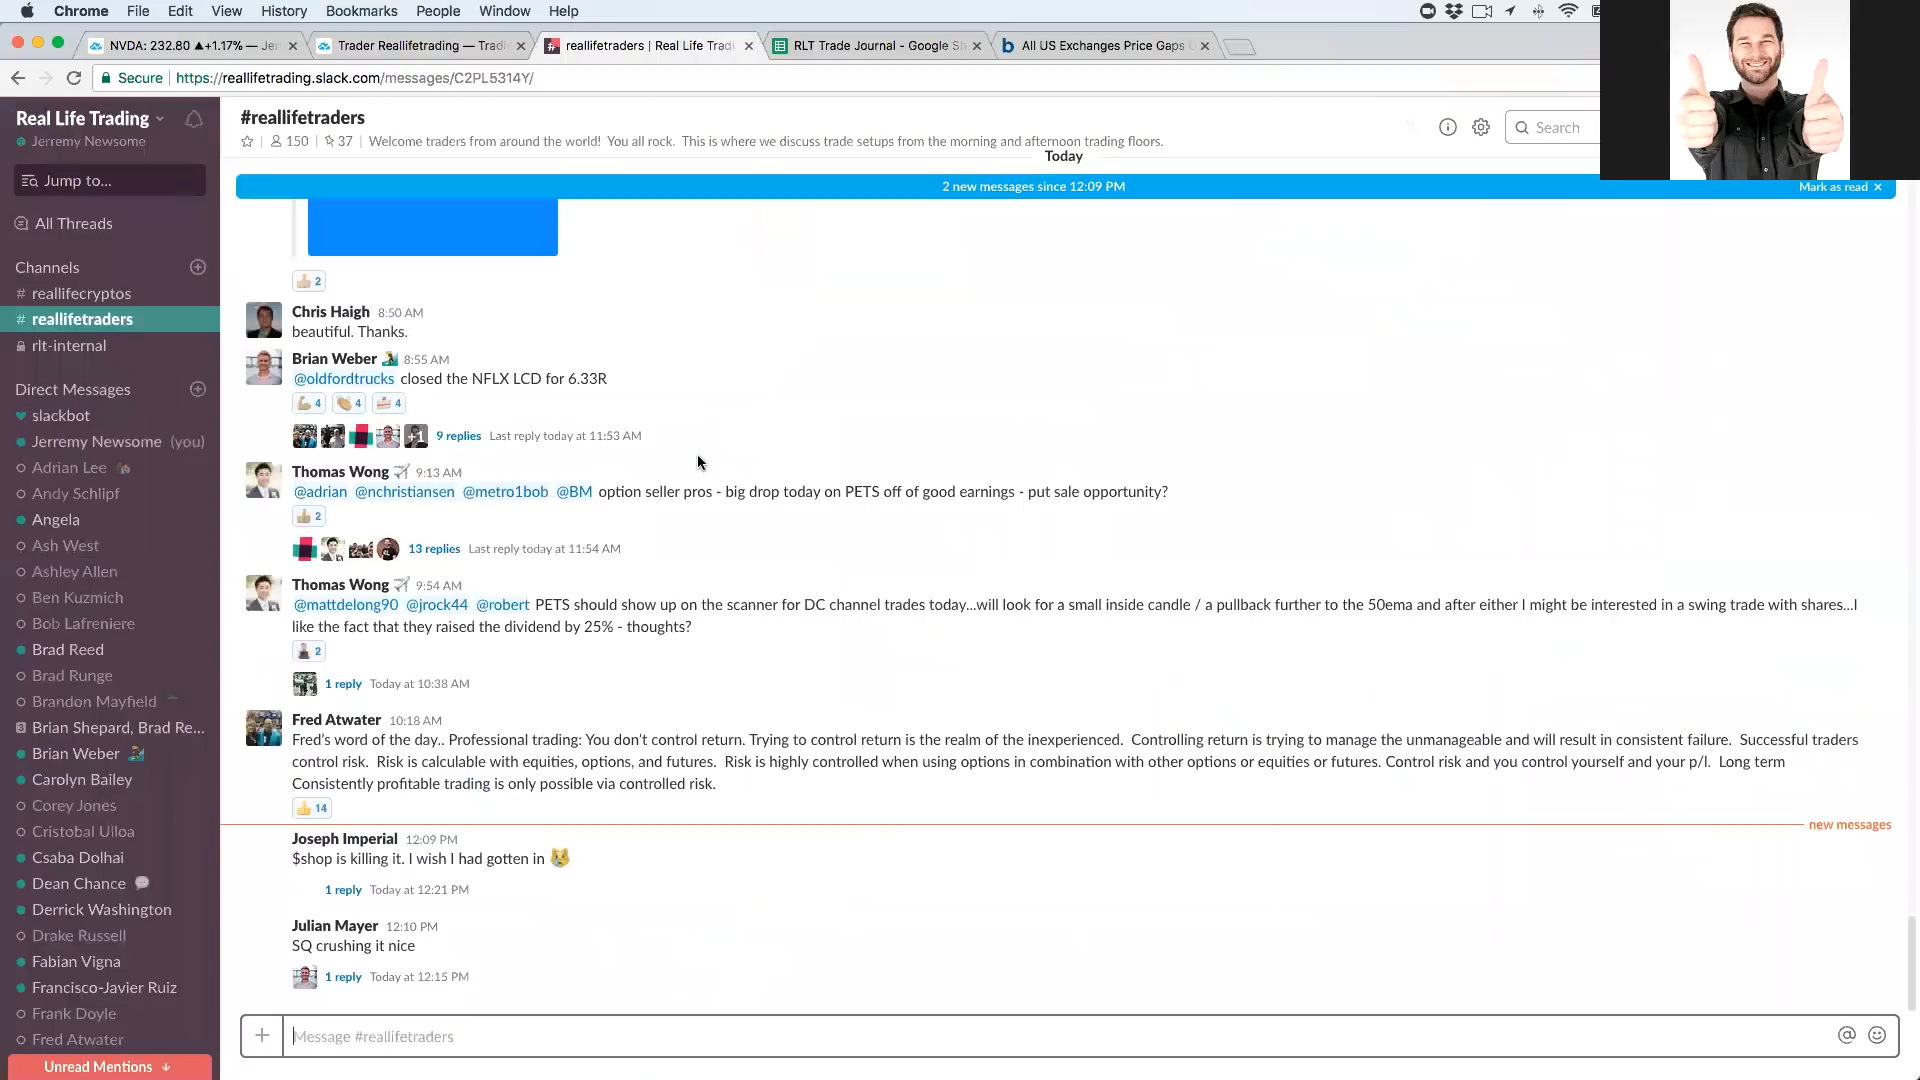 Chrome File Edit View History Bookmarks People Window Help
NVDA: 232.80 ▲+1.17% — Jer
Trader Reallifetrading — Tradi
reallifetraders | Real Life Tradi
RLT Trade Journal - Google Sh
All US Exchanges Price Gaps U
Secure https://reallifetrading.slack.com/messages/C2PL5314Y/
Real Life Trading
Jerremy Newsome
Jump to...
All Threads
Channels
# reallifecryptos
# reallifetraders
rlt-internal
Direct Messages
slackbot
Jerremy Newsome (you)
Adrian Lee
Andy Schlipf
Angela
Ash West
Ashley Allen
Ben Kuzmich
Bob Lafreniere
Brad Reed
Brad Runge
Brandon Mayfield
Brian Shepard, Brad Re...
Brian Weber
Carolyn Bailey
Corey Jones
Cristobal Ulloa
Csaba Dolhai
Dean Chance
Derrick Washington
Drake Russell
Fabian Vigna
Francisco-Javier Ruiz
Frank Doyle
Fred Atwater
Unread Mentions ↓
#reallifetraders
150 | 37 | Welcome traders from around the world! You all rock. This is where we discuss trade setups from the morning and afternoon trading floors.
Search
Today
2 new messages since 12:09 PM
Mark as read ×
2
Chris Haigh 8:50 AM
beautiful. Thanks.
Brian Weber 8:55 AM
@oldfordtrucks closed the NFLX LCD for 6.33R
4 4 4
+1 9 replies Last reply today at 11:53 AM
Thomas Wong 9:13 AM
@adrian @nchristiansen @metro1bob @BM option seller pros - big drop today on PETS off of good earnings - put sale opportunity?
2
13 replies Last reply today at 11:54 AM
Thomas Wong 9:54 AM
@mattdelong90 @jrock44 @robert PETS should show up on the scanner for DC channel trades today...will look for a small inside candle / a pullback further to the 50ema and after either I might be interested in a swing trade with shares...I
like the fact that they raised the dividend by 25% - thoughts?
2
1 reply Today at 10:38 AM
Fred Atwater 10:18 AM
Fred's word of the day.. Professional trading: You don't control return. Trying to control return is the realm of the inexperienced. Controlling return is trying to manage the unmanageable and will result in consistent failure. Successful traders
control risk. Risk is calculable with equities, options, and futures. Risk is highly controlled when using options in combination with other options or equities or futures. Control risk and you control yourself and your p/l. Long term
Consistently profitable trading is only possible via controlled risk.
14
new messages
Joseph Imperial 12:09 PM
$shop is killing it. I wish I had gotten in
1 reply Today at 12:21 PM
Julian Mayer 12:10 PM
SQ crushing it nice
1 reply Today at 12:15 PM
Message #reallifetraders